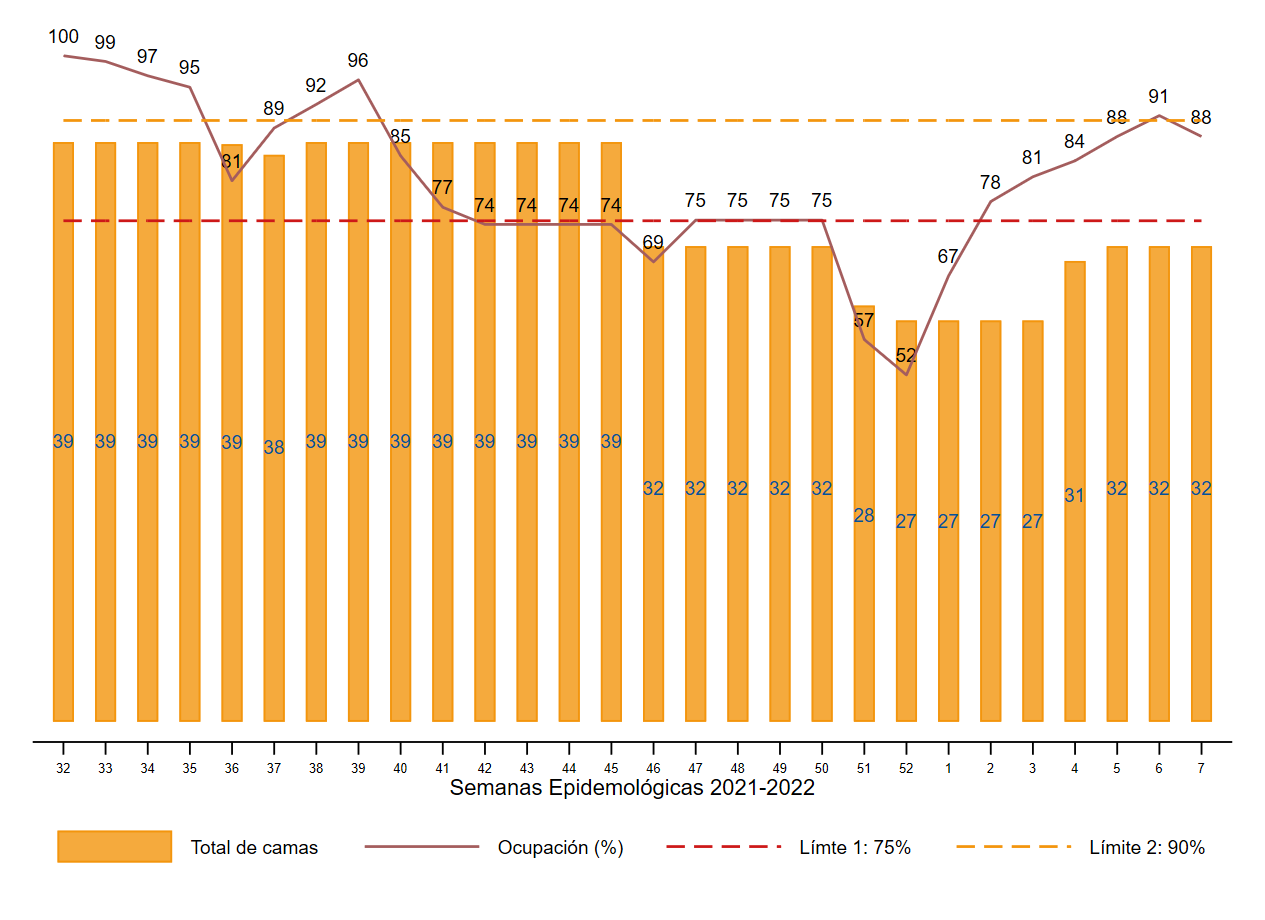 100 99 97 95 81 89 92 96 85 77 74 74 74 74 69 75 75 75 75 57 52 67 78 81 84 88 91 88
39 39 39 39 39 38 39 39 39 39 39 39 39 39 32 32 32 32 32 28 27 27 27 27 31 32 32 32
32 33 34 35 36 37 38 39 40 41 42 43 44 45 46 47 48 49 50 51 52 1 2 3 4 5 6 7
Semanas Epidemológicas 2021-2022
Total de camas Ocupación (%) Límte 1: 75% Límite 2: 90%